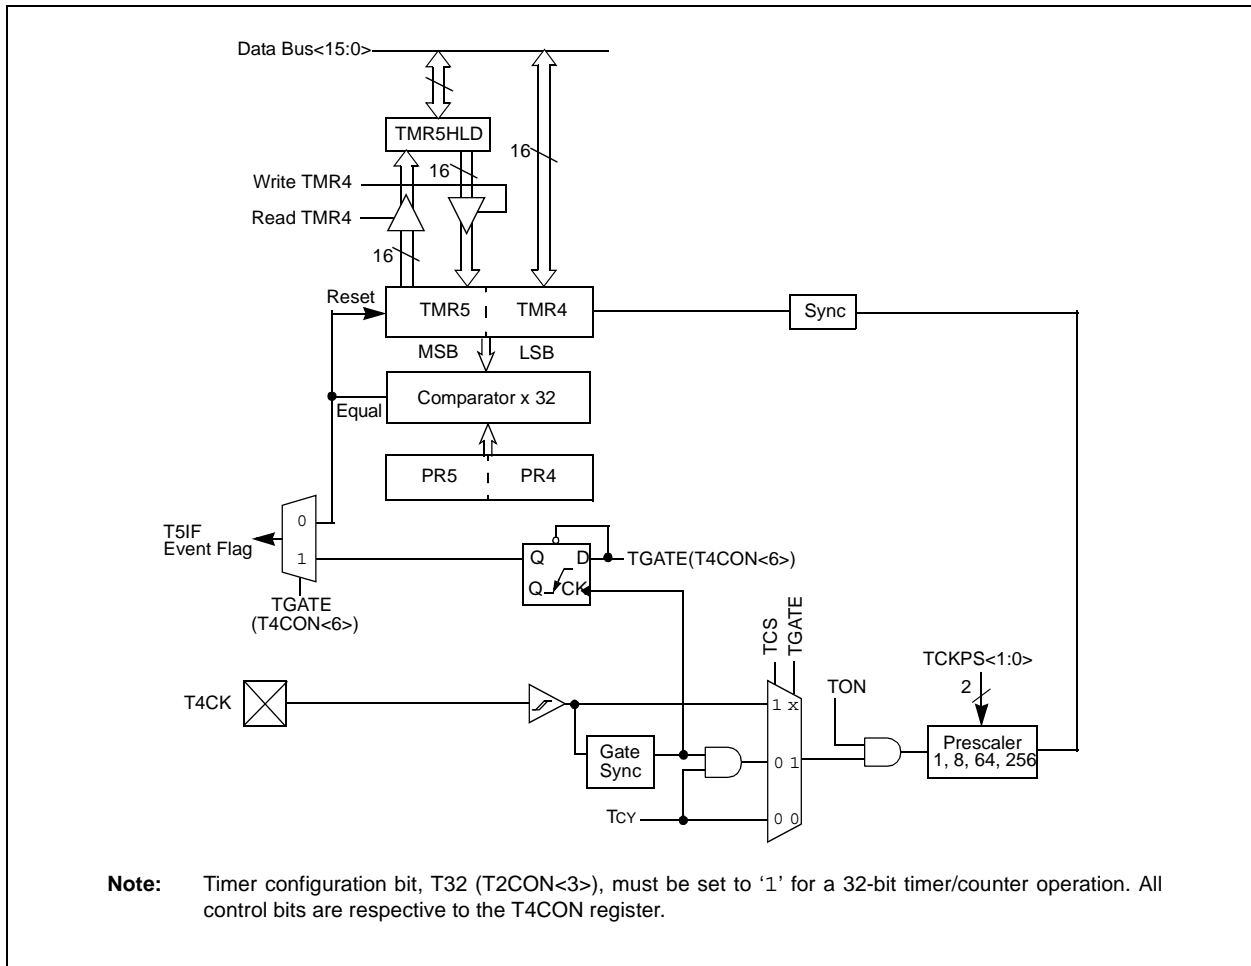 Data Bus<15:0>
TMR5HLD
16
16
Write TMR4
Read TMR4
16
Reset
TMR5
TMR4
Sync
MSB
LSB
Equal
Comparator x 32
PR5
PR4
0
T5IF
Event Flag
1
Q
D
TGATE(T4CON<6>)
Q
CK
TGATE
(T4CON<6>)
TCS
TGATE
TCKPS<1:0>
2
TON
T4CK
1 x
Gate
Sync
0 1
Prescaler
1, 8, 64, 256
TCY
0 0
Note: Timer configuration bit, T32 (T2CON<3>), must be set to ‘1’ for a 32-bit timer/counter operation. All
control bits are respective to the T4CON register.